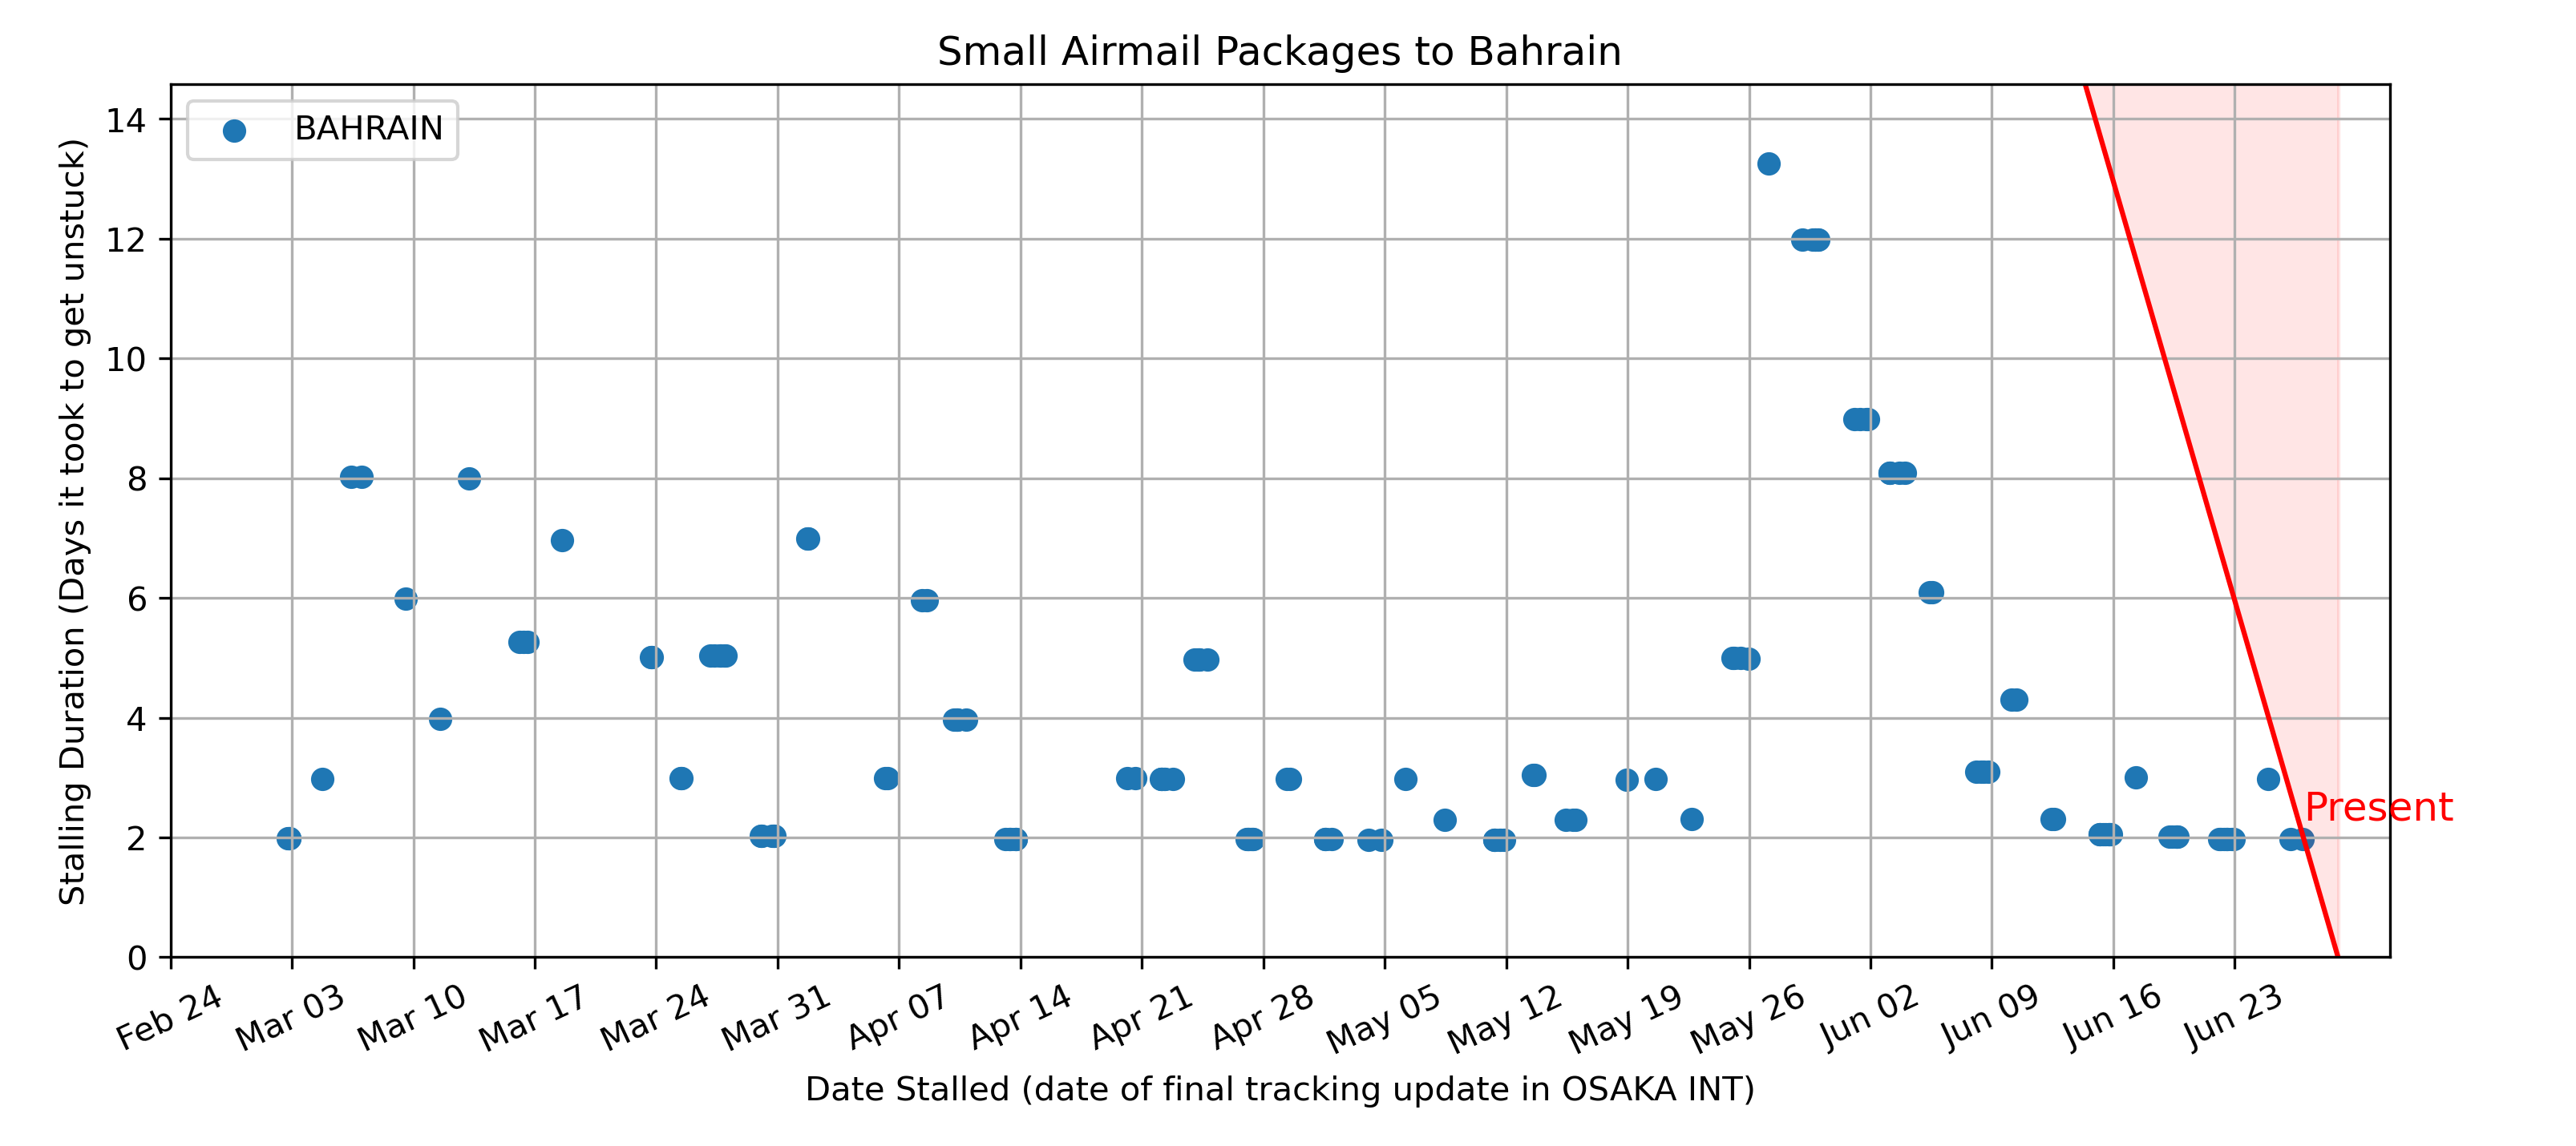 Small Airmail Packages to Bahrain
BAHRAIN
Stalling Duration (Days it took to get unstuck)
14
12
10
8
6
4
2
0
Present
Feb 24
Mar 03
Mar 10
Mar 17
Mar 24
Mar 31
Apr 07
Apr 14
Apr 21
Apr 28
May 05
May 12
May 19
May 26
Jun 02
Jun 09
Jun 16
Jun 23
Date Stalled (date of final tracking update in OSAKA INT)